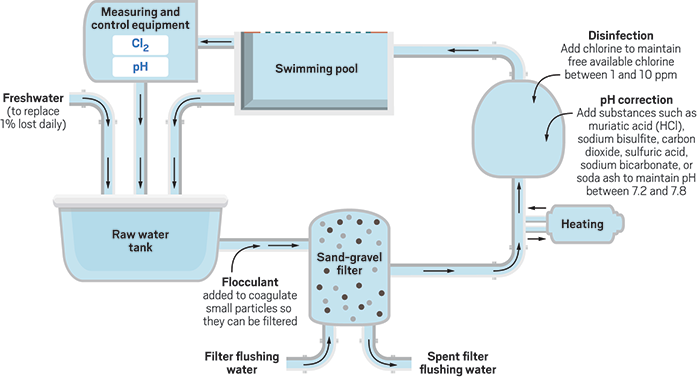 Measuring and
control equipment
Cl2
pH
Swimming pool
Disinfection
Add chlorine to maintain
free available chlorine
between 1 and 10 ppm
pH correction
Add substances such as
muriatic acid (HCl),
sodium bisulfite, carbon
dioxide, sulfuric acid,
sodium bicarbonate, or
soda ash to maintain pH
between 7.2 and 7.8
Freshwater
(to replace
1% lost daily)
Raw water
tank
Sand-gravel
filter
Heating
Flocculant
added to coagulate
small particles so
they can be filtered
Filter flushing
water
Spent filter
flushing water